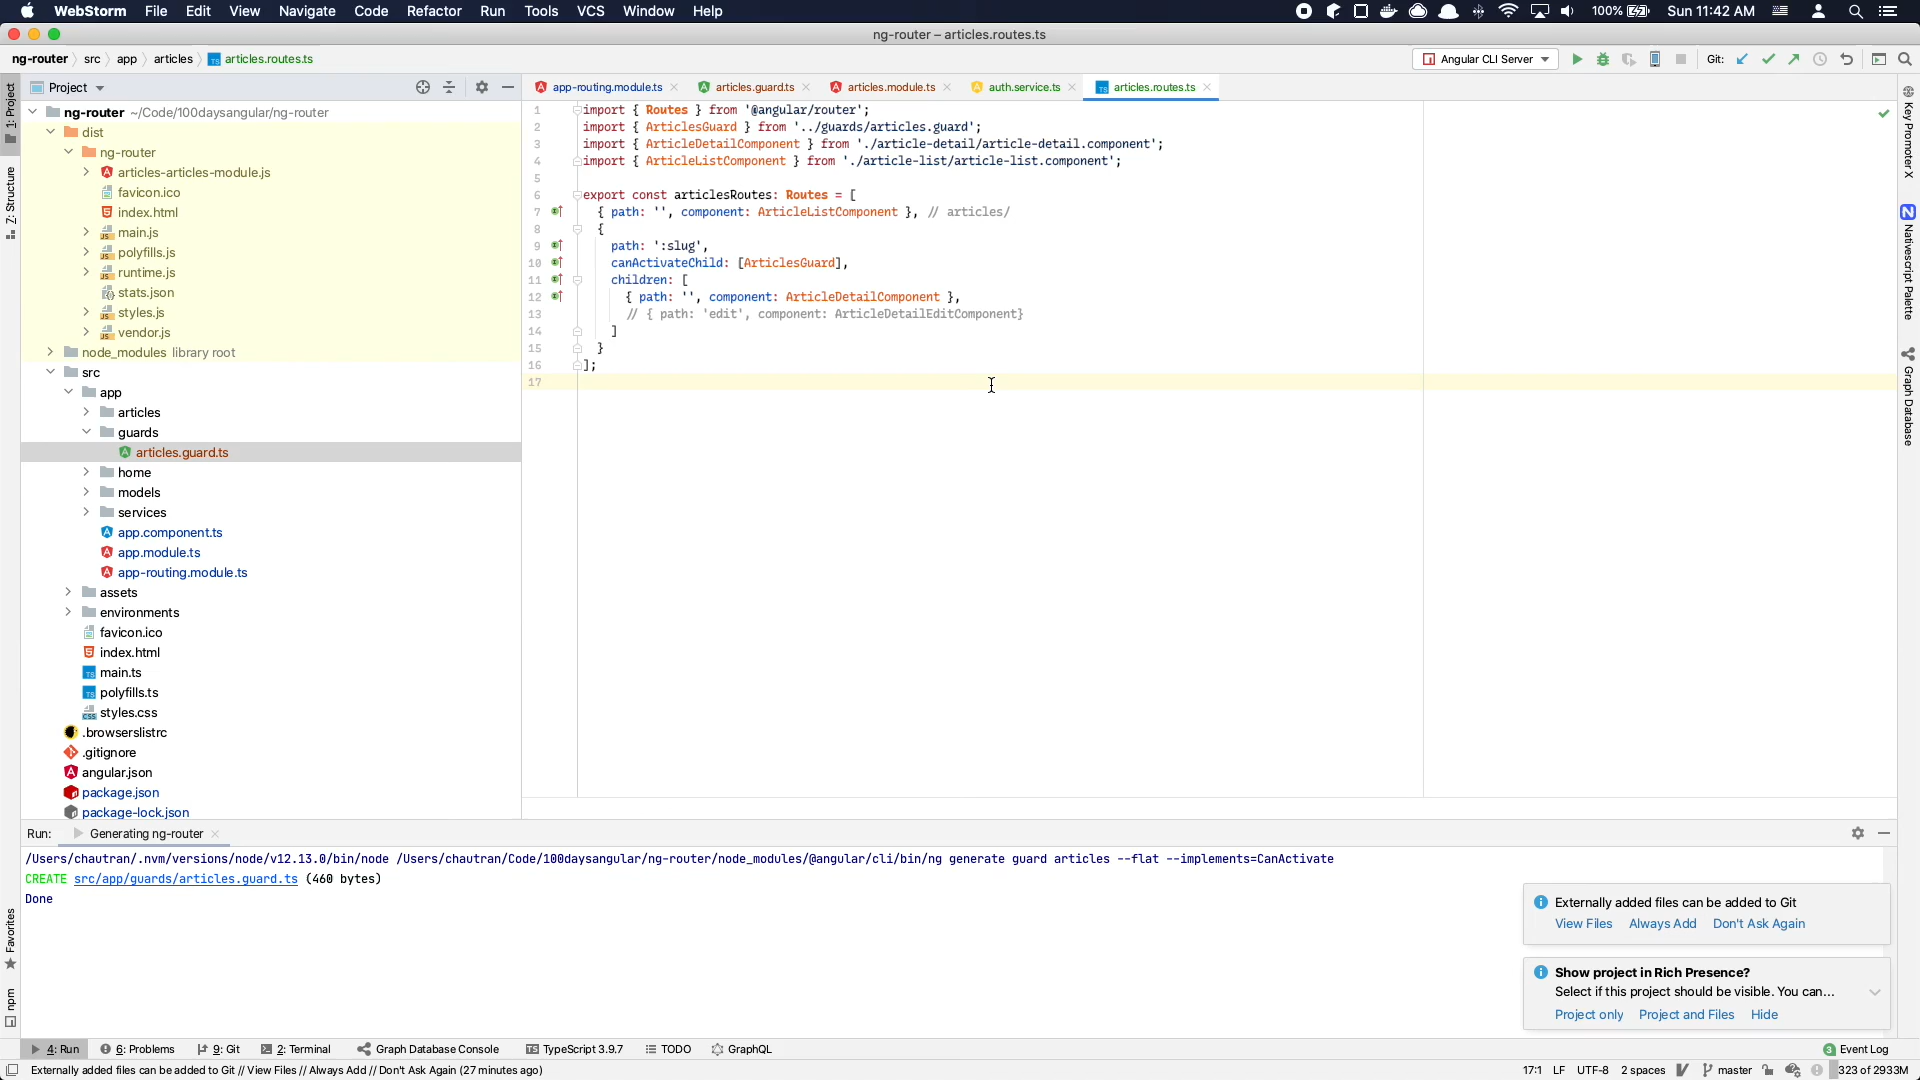 WebStorm File Edit View Navigate Code Refactor Run Tools VCS Window Help 100% Sun 11:42 AM
ng-router – articles.routes.ts
ng-router src app articles articles.routes.ts Angular CLI Server Git:
Project
app-routing.module.ts articles.guard.ts articles.module.ts auth.service.ts articles.routes.ts
1: Project
Z: Structure
Favorites
npm
ng-router ~/Code/100daysangular/ng-router
dist
ng-router
articles-articles-module.js
favicon.ico
index.html
main.js
polyfills.js
runtime.js
stats.json
styles.js
vendor.js
node_modules library root
src
app
articles
guards
articles.guard.ts
home
models
services
app.component.ts
app.module.ts
app-routing.module.ts
assets
environments
favicon.ico
index.html
main.ts
polyfills.ts
styles.css
.browserslistrc
.gitignore
angular.json
package.json
package-lock.json
1 import { Routes } from '@angular/router';
2 import { ArticlesGuard } from '../guards/articles.guard';
3 import { ArticleDetailComponent } from './article-detail/article-detail.component';
4 import { ArticleListComponent } from './article-list/article-list.component';
5
6 export const articlesRoutes: Routes = [
7 { path: '', component: ArticleListComponent }, // articles/
8 {
9 path: ':slug',
10 canActivateChild: [ArticlesGuard],
11 children: [
12 { path: '', component: ArticleDetailComponent },
13 // { path: 'edit', component: ArticleDetailEditComponent}
14 ]
15 }
16 ];
17
Key Promoter X
Nativescript Palette
Graph Database
Run: Generating ng-router
/Users/chautran/.nvm/versions/node/v12.13.0/bin/node /Users/chautran/Code/100daysangular/ng-router/node_modules/@angular/cli/bin/ng generate guard articles --flat --implements=CanActivate
CREATE src/app/guards/articles.guard.ts (460 bytes)
Done
Externally added files can be added to Git
View Files Always Add Don't Ask Again
Show project in Rich Presence?
Select if this project should be visible. You can...
Project only Project and Files Hide
4: Run 6: Problems 9: Git 2: Terminal Graph Database Console TypeScript 3.9.7 TODO GraphQL 3 Event Log
Externally added files can be added to Git // View Files // Always Add // Don't Ask Again (27 minutes ago) 17:1 LF UTF-8 2 spaces master 323 of 2933M